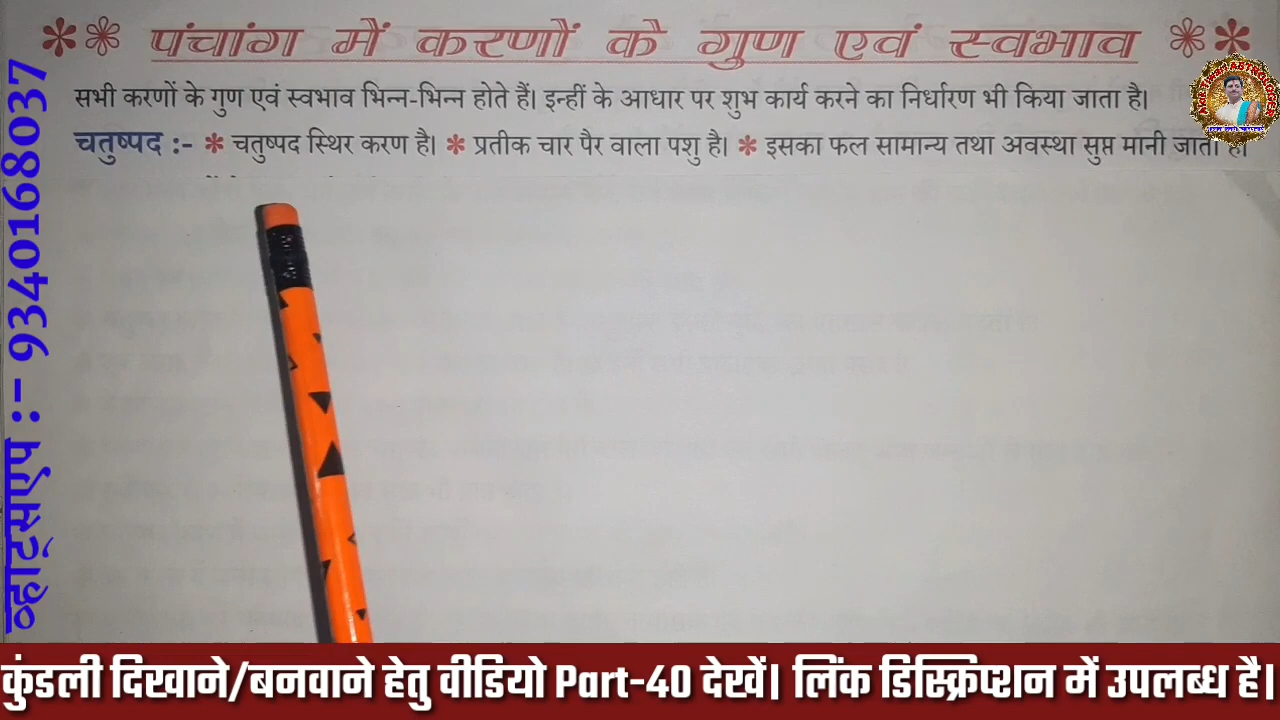 पंचांग में करणों के गुण एवं स्वभाव
सभी करणों के गुण एवं स्वभाव भिन्न-भिन्न होते हैं। इन्हीं के आधार पर शुभ कार्य करने का निर्धारण भी किया जाता है।
चतुष्पद :- * चतुष्पद स्थिर करण है। * प्रतीक चार पैर वाला पशु है। * इसका फल सामान्य तथा अवस्था सुप्त मानी जाती है।
व्हाट्सएप :- 9340168037
कुंडली दिखाने/बनवाने हेतु वीडियो Part-40 देखें। लिंक डिस्क्रिप्शन में उपलब्ध है।